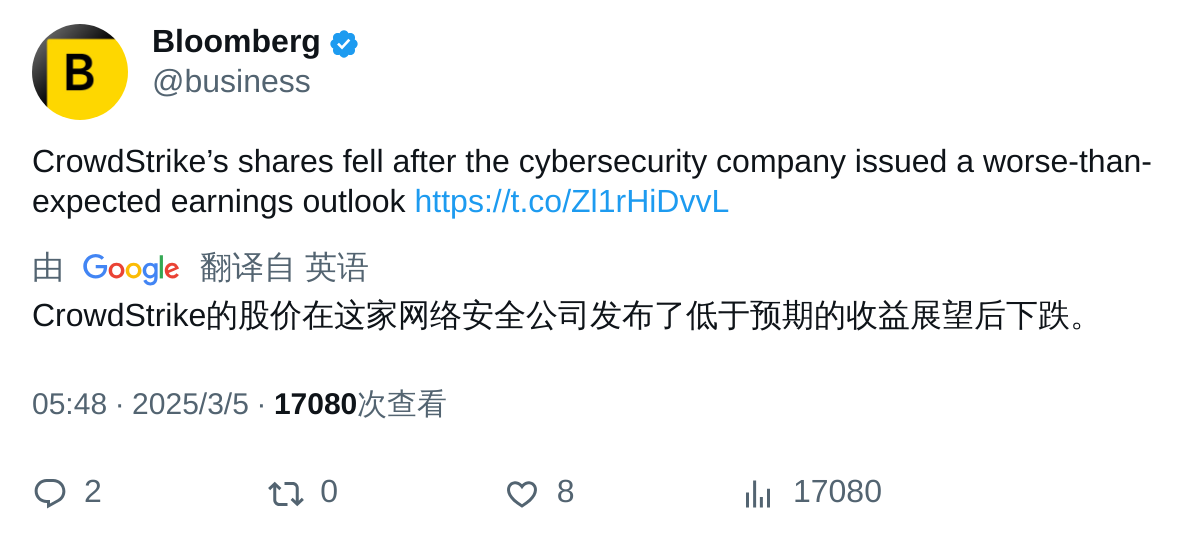 B
Bloomberg
@business
CrowdStrike’s shares fell after the cybersecurity company issued a worse-than-
expected earnings outlook https://t.co/Zl1rHiDvvL
由 Google 翻译自 英语
CrowdStrike的股价在这家网络安全公司发布了低于预期的收益展望后下跌。
05:48 · 2025/3/5 · 17080次查看
2 0 8 17080